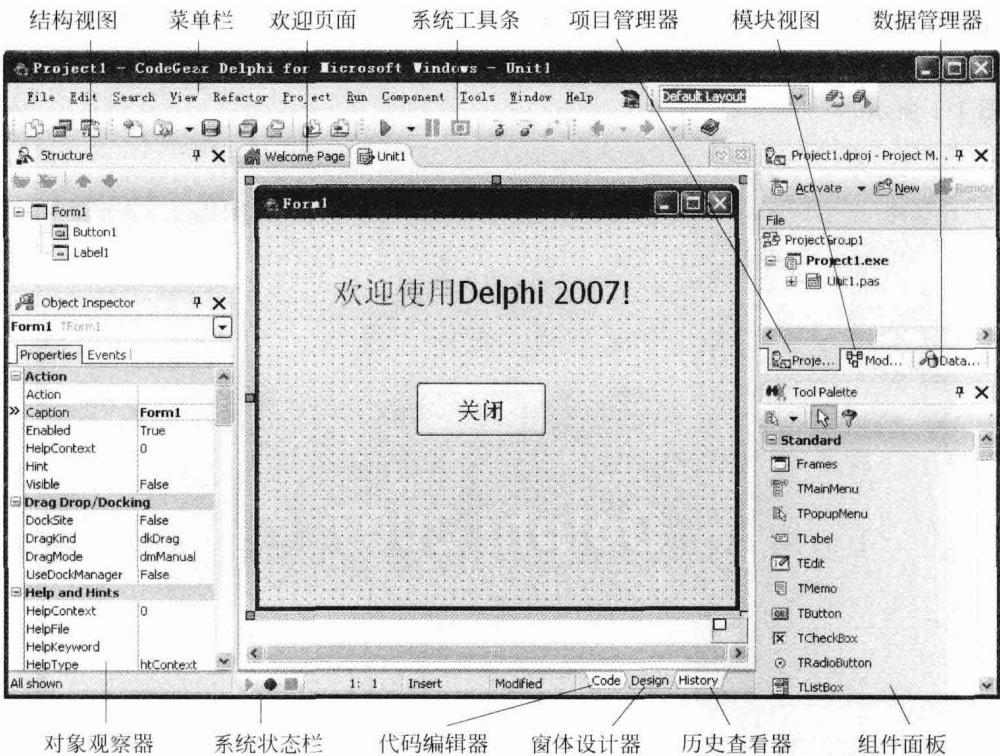 结构视图 菜单栏 欢迎页面 系统工具条 项目管理器 模块视图 数据管理器
Project1 - CodeGear Delphi for Microsoft Windows - Unit1
File Edit Search View Refactor Project Run Component Tools Window Help Default Layout
Structure
Form1
Button1
Label1
Object Inspector
Form1 TForm1
Properties Events
Action
Action
Caption Form1
Enabled True
HelpContext 0
Hint
Visible False
Drag Drop/Docking
DockSite False
DragKind dkDrag
DragMode dmManual
UseDockManager False
Help and Hints
HelpContext 0
HelpFile
HelpKeyword
HelpType htContext
All shown
Welcome Page Unit1
Form1
欢迎使用Delphi 2007!
关闭
1: 1 Insert Modified Code Design History
Project1.dproj - Project M...
Activate New Remov
File
ProjectGroup1
Project1.exe
Unit1.pas
Proje... Mod... Data...
Tool Palette
Standard
Frames
TMainMenu
TPopupMenu
TLabel
TEdit
TMemo
TButton
TCheckBox
TRadioButton
TListBox
对象观察器 系统状态栏 代码编辑器 窗体设计器 历史查看器 组件面板